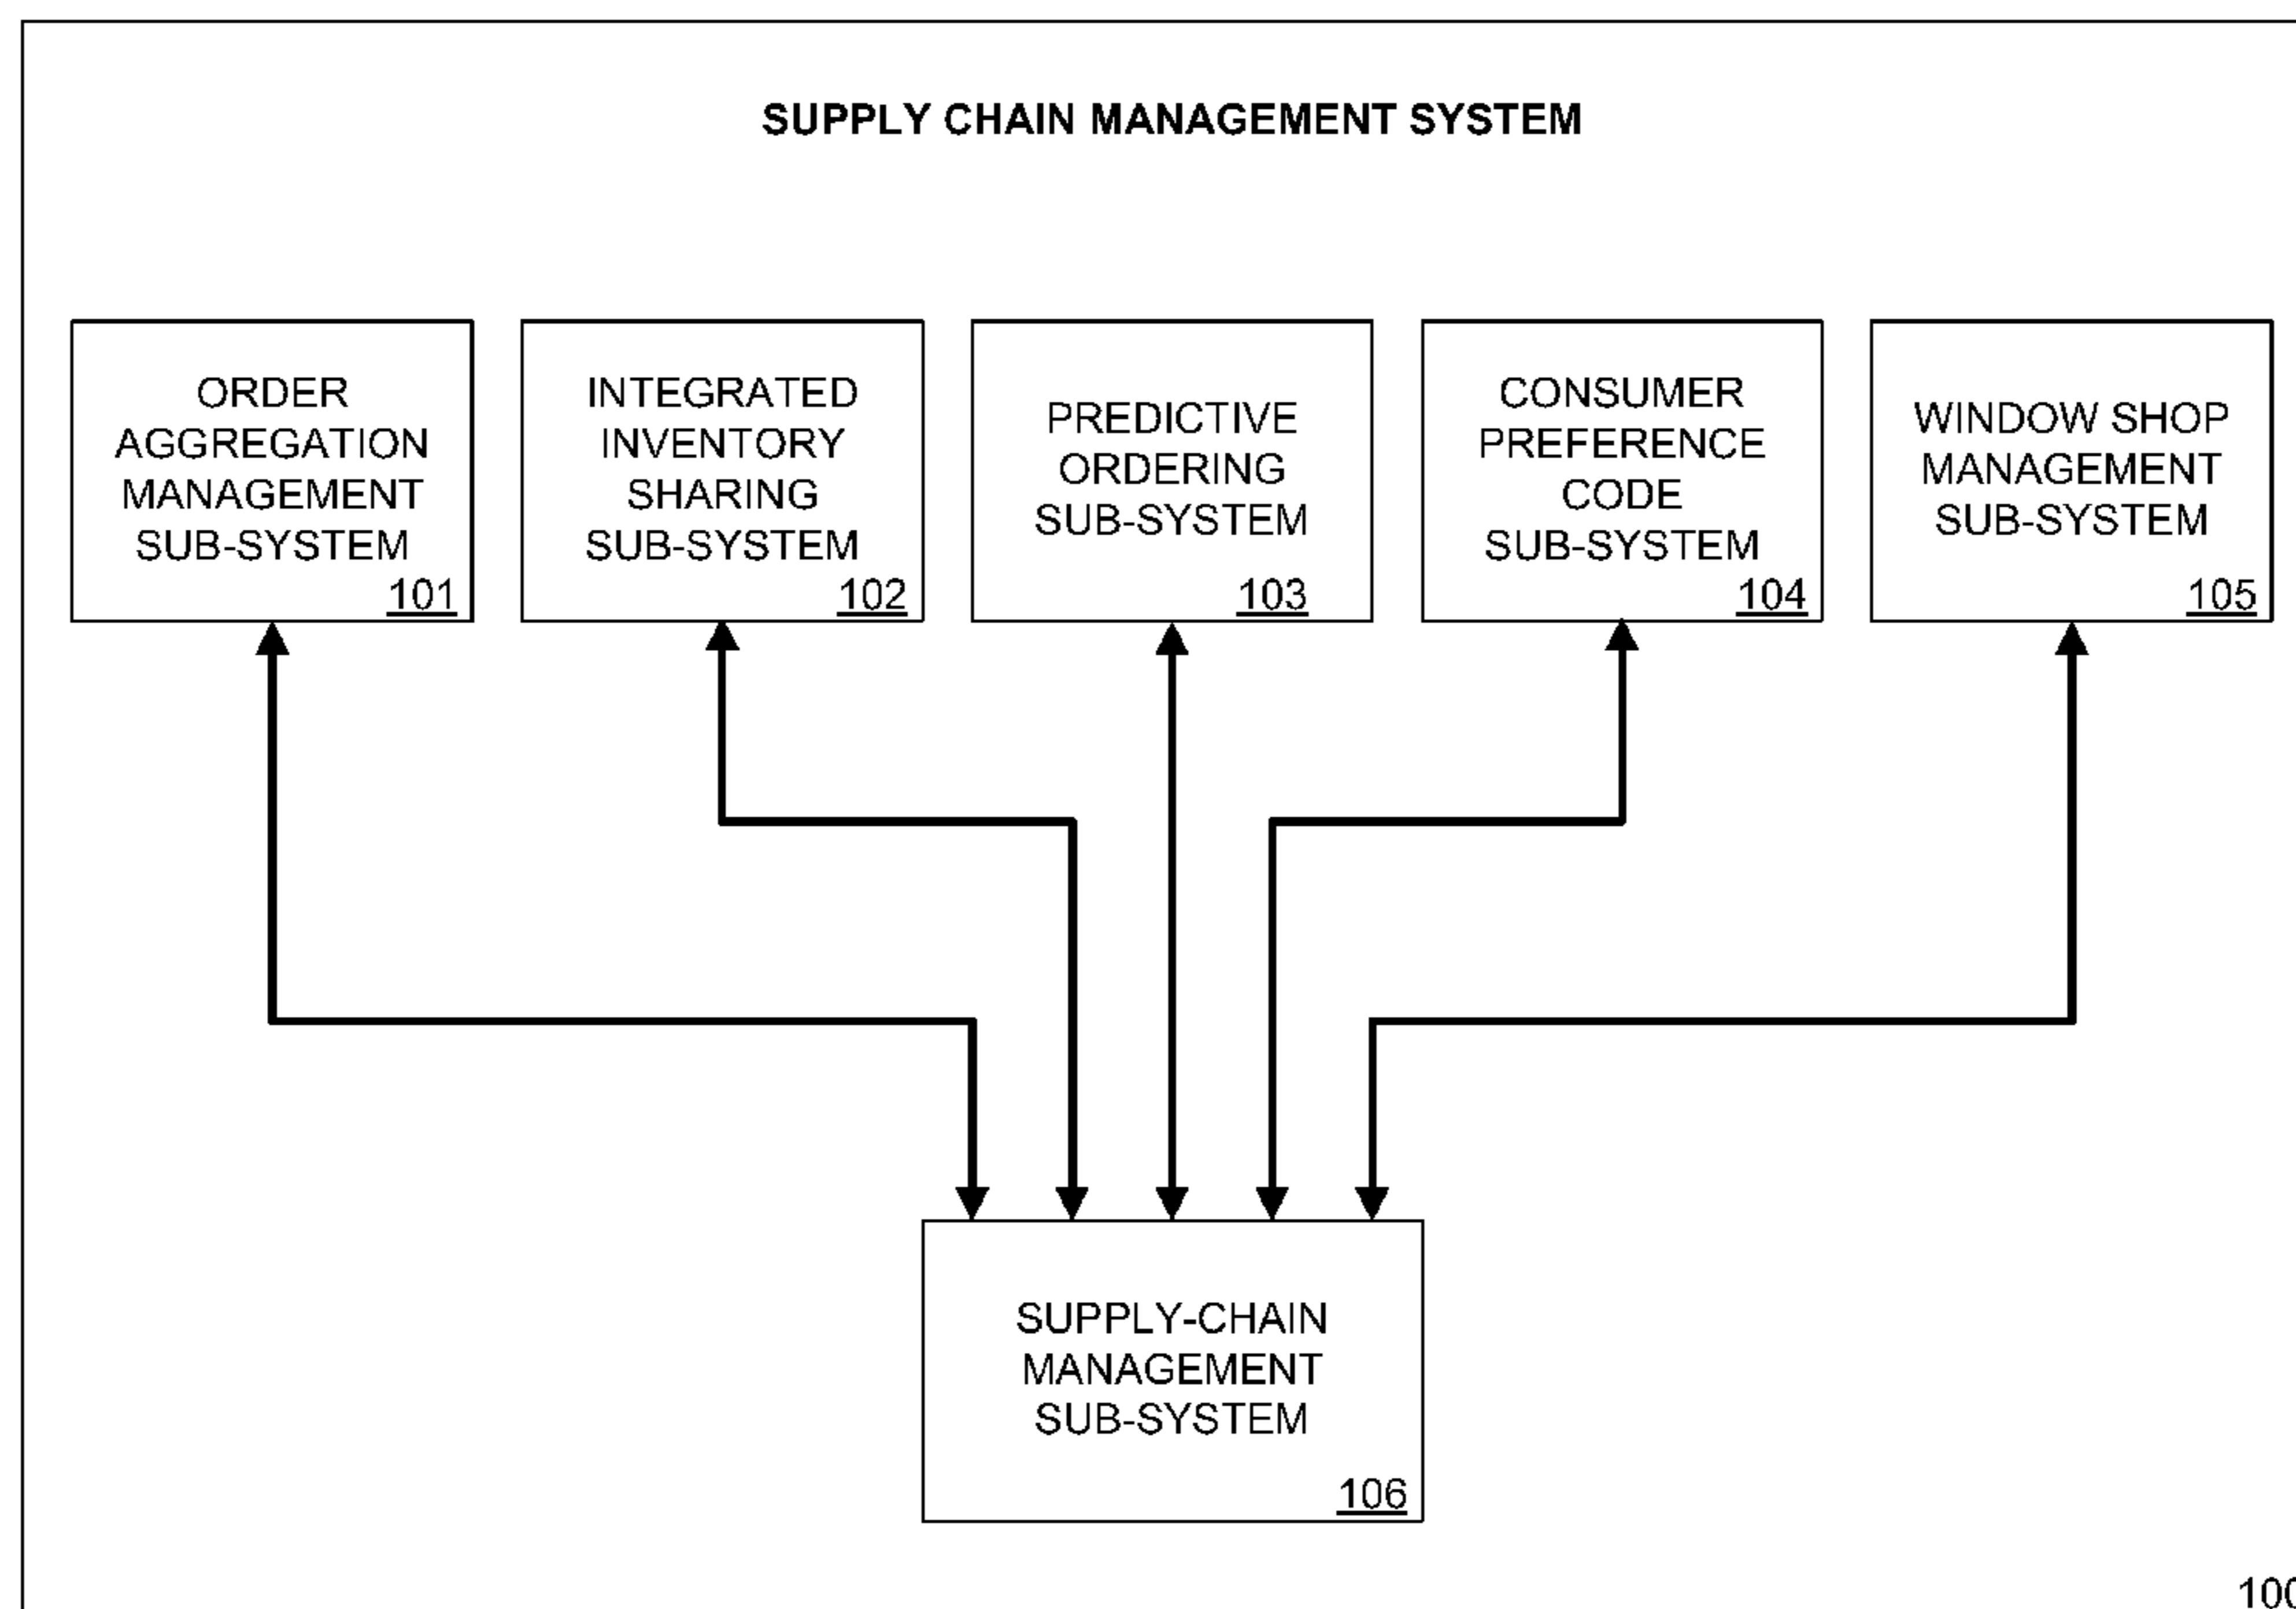 SUPPLY CHAIN MANAGEMENT SYSTEM
ORDER
AGGREGATION
MANAGEMENT
SUB-SYSTEM
101
INTEGRATED
INVENTORY
SHARING
SUB-SYSTEM
102
PREDICTIVE
ORDERING
SUB-SYSTEM
103
CONSUMER
PREFERENCE
CODE
SUB-SYSTEM
104
WINDOW SHOP
MANAGEMENT
SUB-SYSTEM
105
SUPPLY-CHAIN
MANAGEMENT
SUB-SYSTEM
106
100